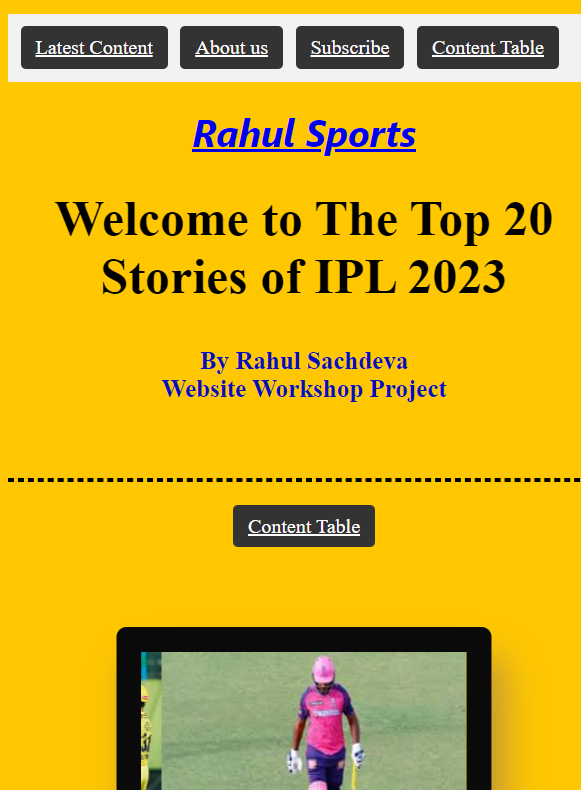 Latest Content About us Subscribe Content Table
Rahul Sports
Welcome to The Top 20
Stories of IPL 2023
By Rahul Sachdeva
Website Workshop Project
Content Table